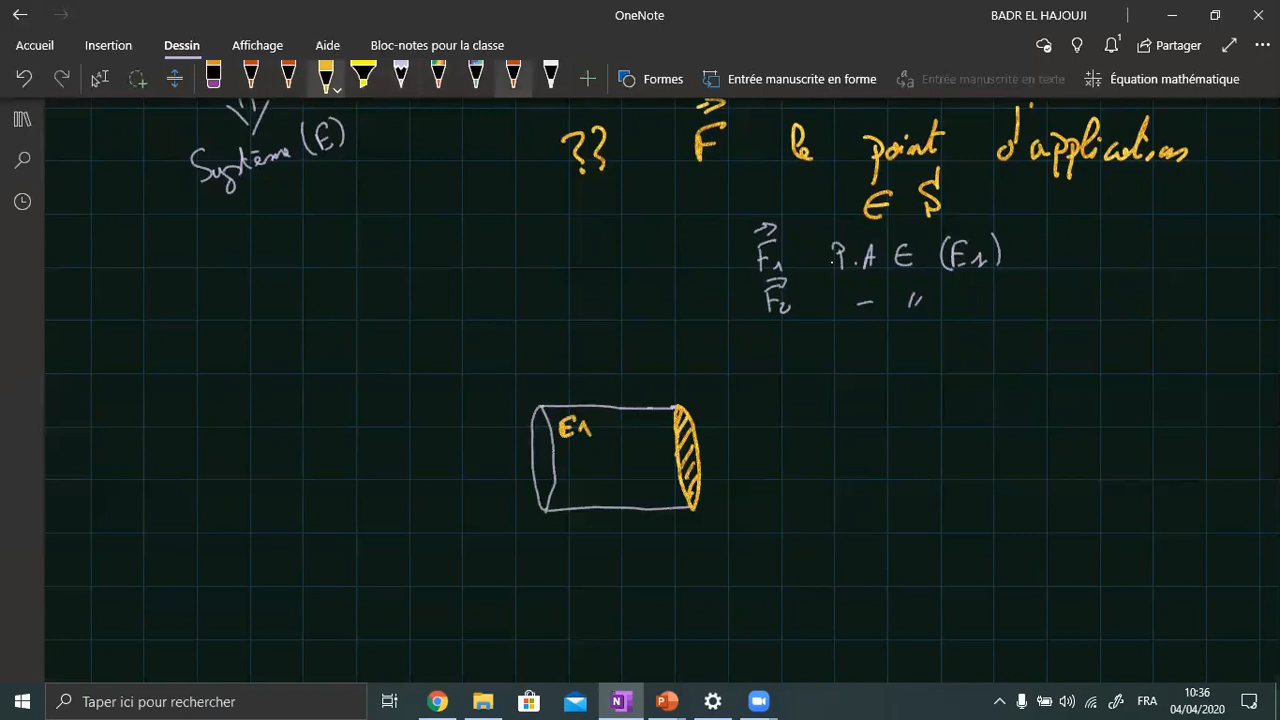 OneNote
BADR EL HAJOUJI
Accueil Insertion Dessin Affichage Aide Bloc-notes pour la classe
Partager
Formes Entrée manuscrite en forme Entrée manuscrite en texte Équation mathématique
Système (E)
?? F le point d'application
∈ S
F1 P.A ∈ (E1)
F2 - "
E1
Taper ici pour rechercher
FRA
10:36
04/04/2020